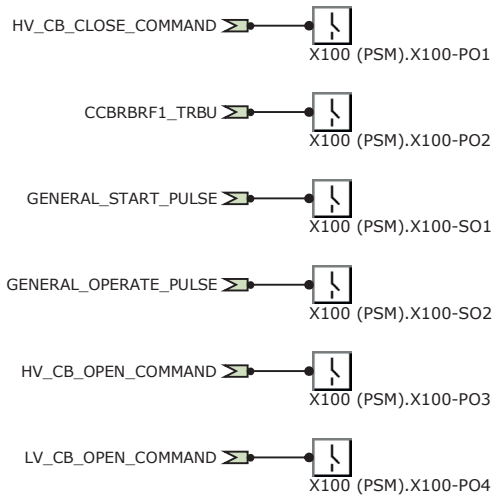 HV_CB_CLOSE_COMMAND
X100 (PSM).X100-PO1
CCBRBRF1_TRBU
X100 (PSM).X100-PO2
GENERAL_START_PULSE
X100 (PSM).X100-SO1
GENERAL_OPERATE_PULSE
X100 (PSM).X100-SO2
HV_CB_OPEN_COMMAND
X100 (PSM).X100-PO3
LV_CB_OPEN_COMMAND
X100 (PSM).X100-PO4